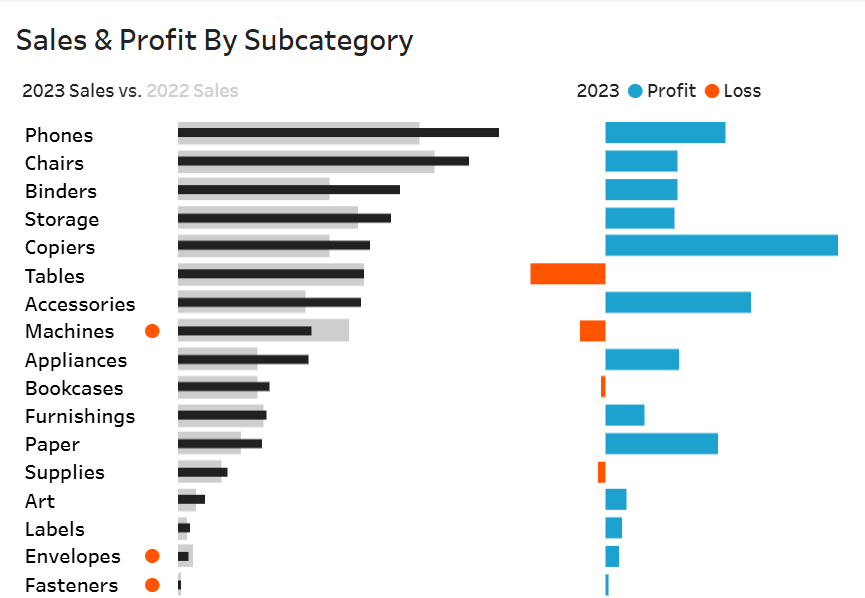 Sales & Profit By Subcategory
2023 Sales vs. 2022 Sales
2023 Profit Loss
Phones
Chairs
Binders
Storage
Copiers
Tables
Accessories
Machines
Appliances
Bookcases
Furnishings
Paper
Supplies
Art
Labels
Envelopes
Fasteners